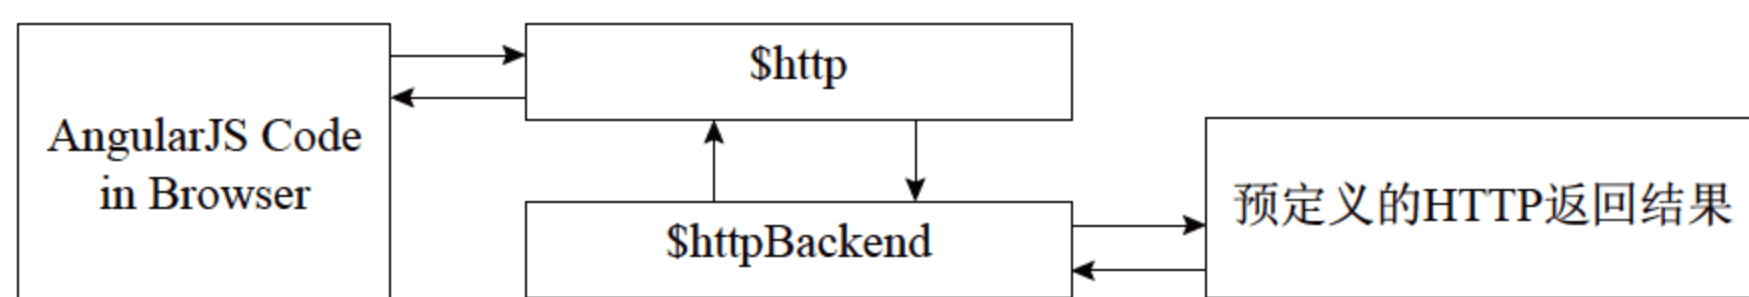 $http
AngularJS Code
in Browser
预定义的HTTP返回结果
$httpBackend